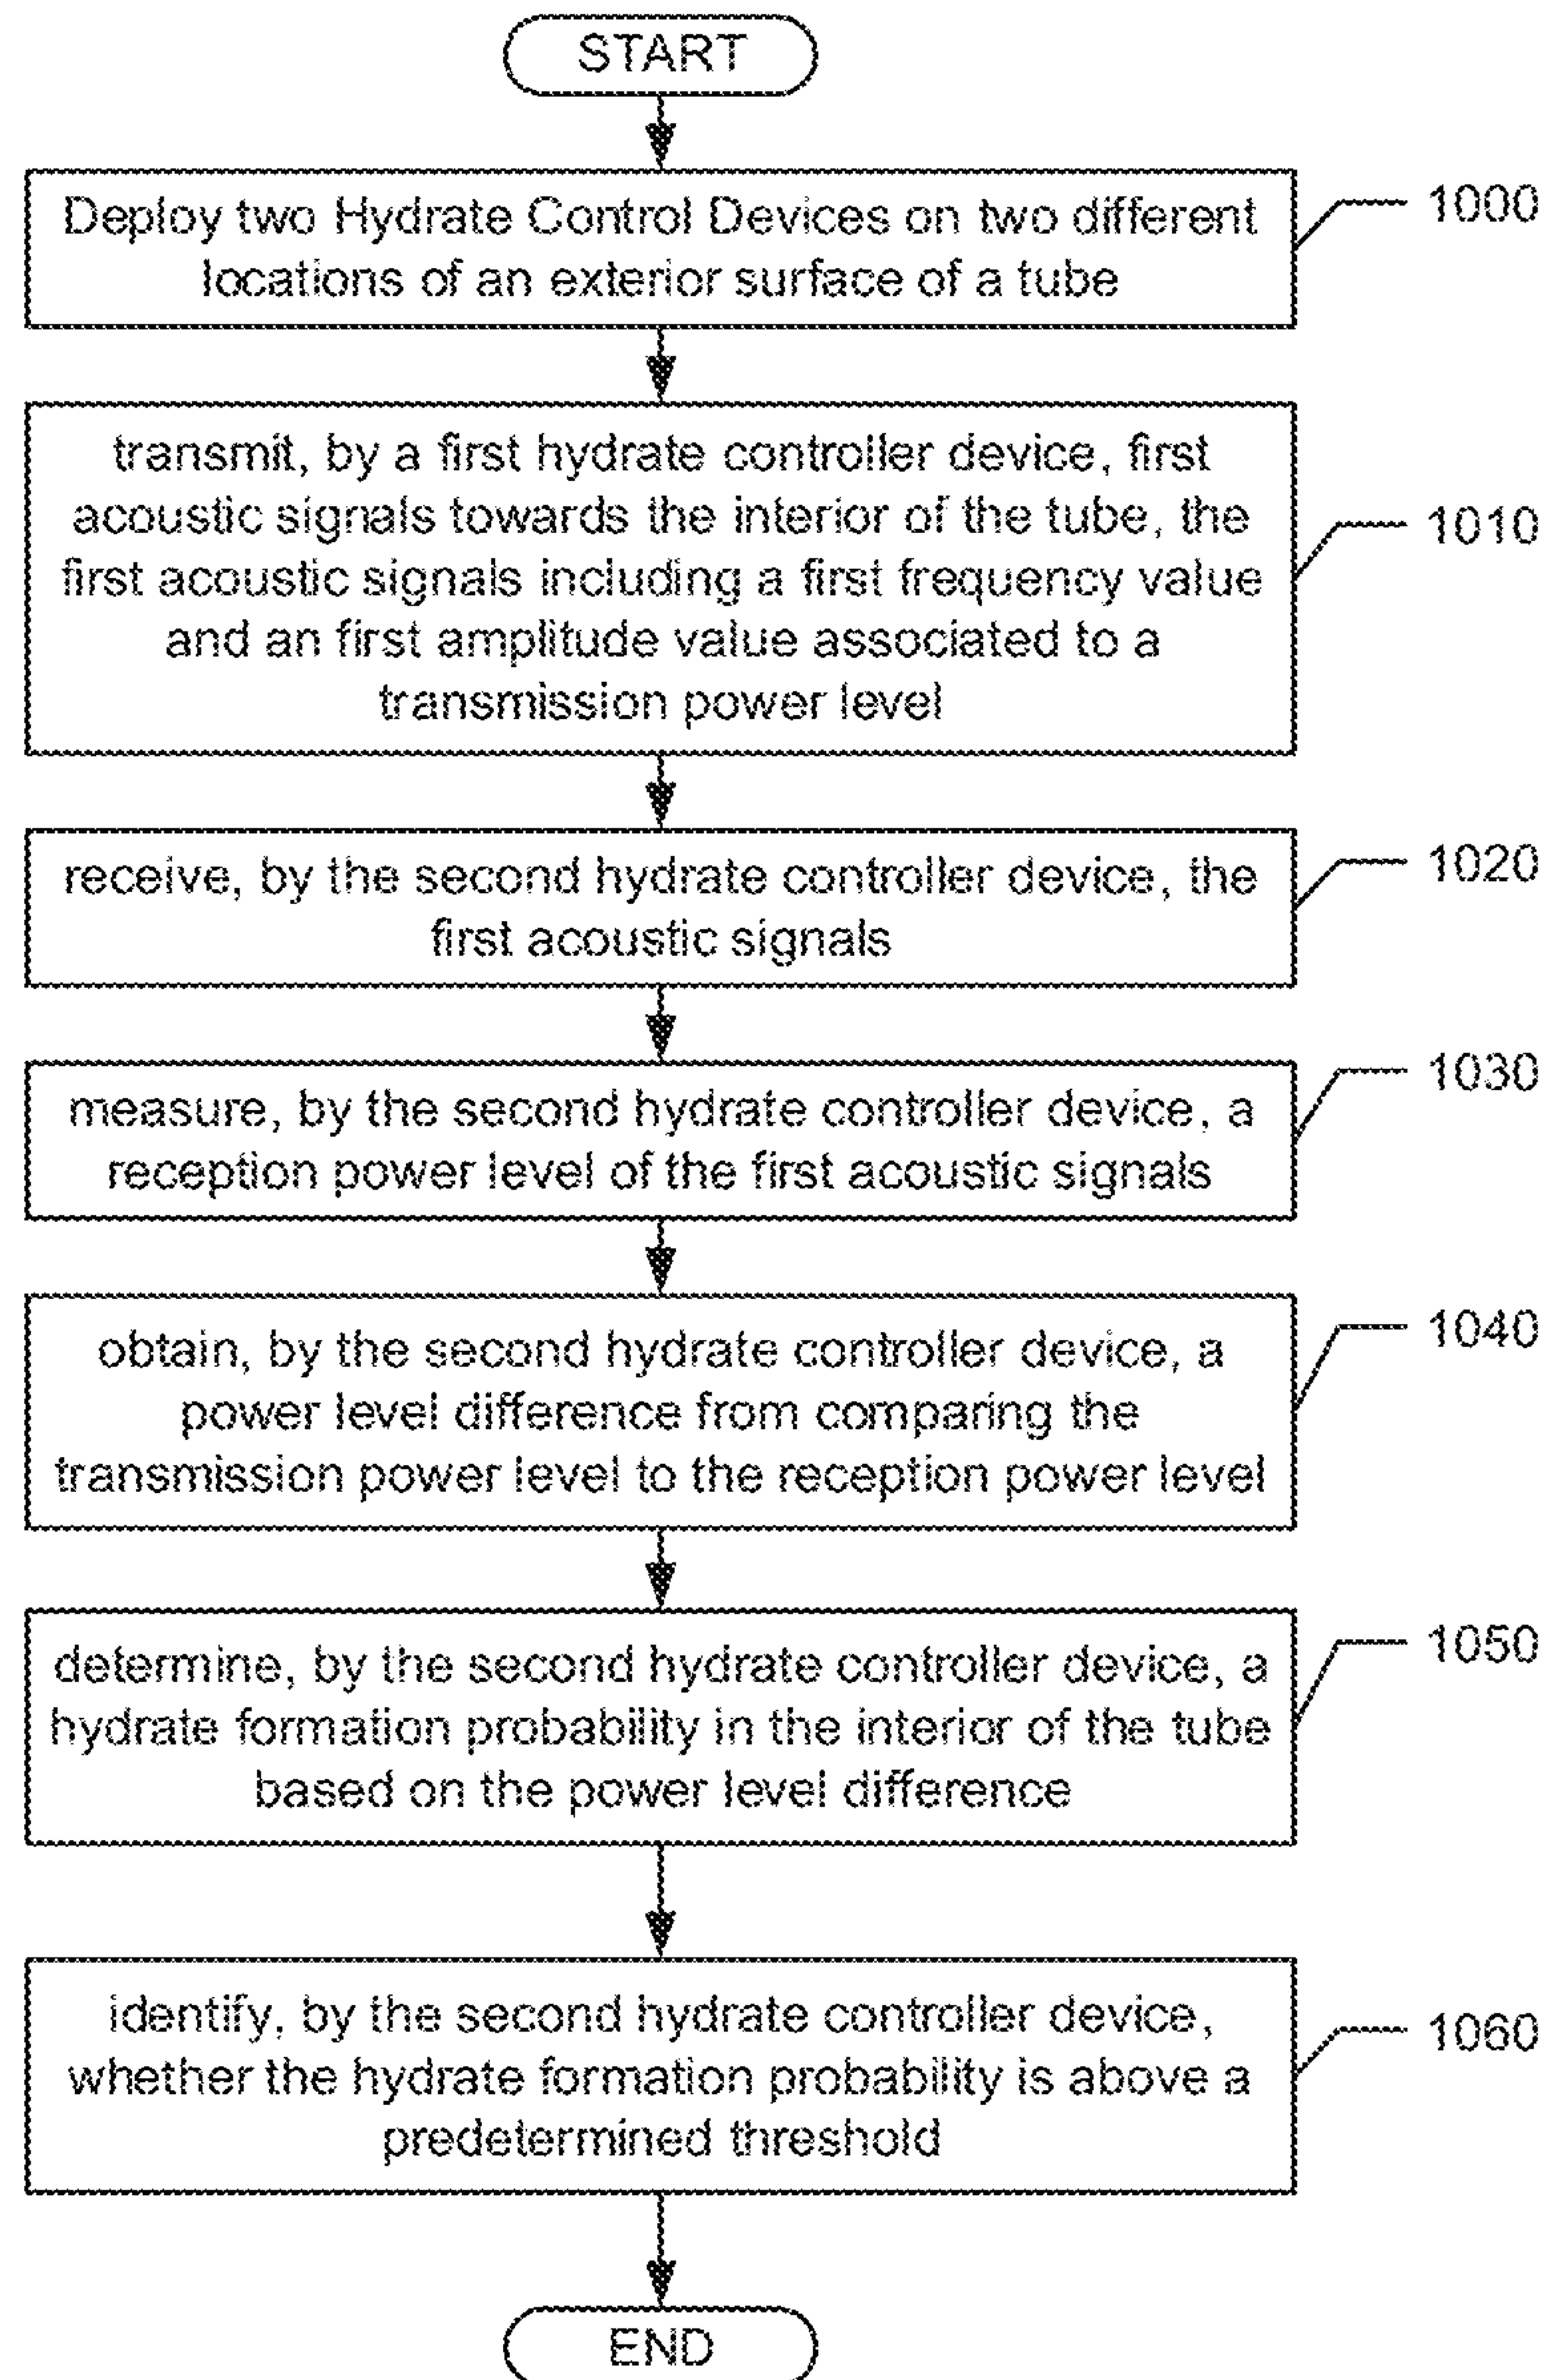 START
Deploy two Hydrate Control Devices on two different
locations of an exterior surface of a tube
1000
transmit, by a first hydrate controller device, first
acoustic signals towards the interior of the tube, the
first acoustic signals including a first frequency value
and an first amplitude value associated to a
transmission power level
1010
receive, by the second hydrate controller device, the
first acoustic signals
1020
measure, by the second hydrate controller device, a
reception power level of the first acoustic signals
1030
obtain, by the second hydrate controller device, a
power level difference from comparing the
transmission power level to the reception power level
1040
determine, by the second hydrate controller device, a
hydrate formation probability in the interior of the tube
based on the power level difference
1050
identify, by the second hydrate controller device,
whether the hydrate formation probability is above a
predetermined threshold
1060
END